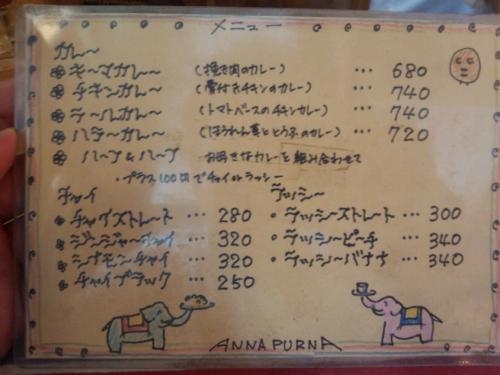 メニュー
カレー
キーマカレー (挽き肉のカレー) … 680
チキンカレー (骨付きチキンのカレー) … 740
ラールカレー (トマトベースのチキンカレー) … 740
ハラーカレー (ほうれん草ととうふのカレー) … 720
ハーフ&ハーフ お好きなカレーを組み合わせて
・プラス100円でチャイorラッシー
チャイ
チャイストレート … 280
ジンジャーチャイ … 320
シナモンチャイ … 320
チャイブラック … 250
ラッシー
・ラッシーストレート … 300
・ラッシーピーチ … 340
・ラッシーバナナ … 340
ANNAPURNA